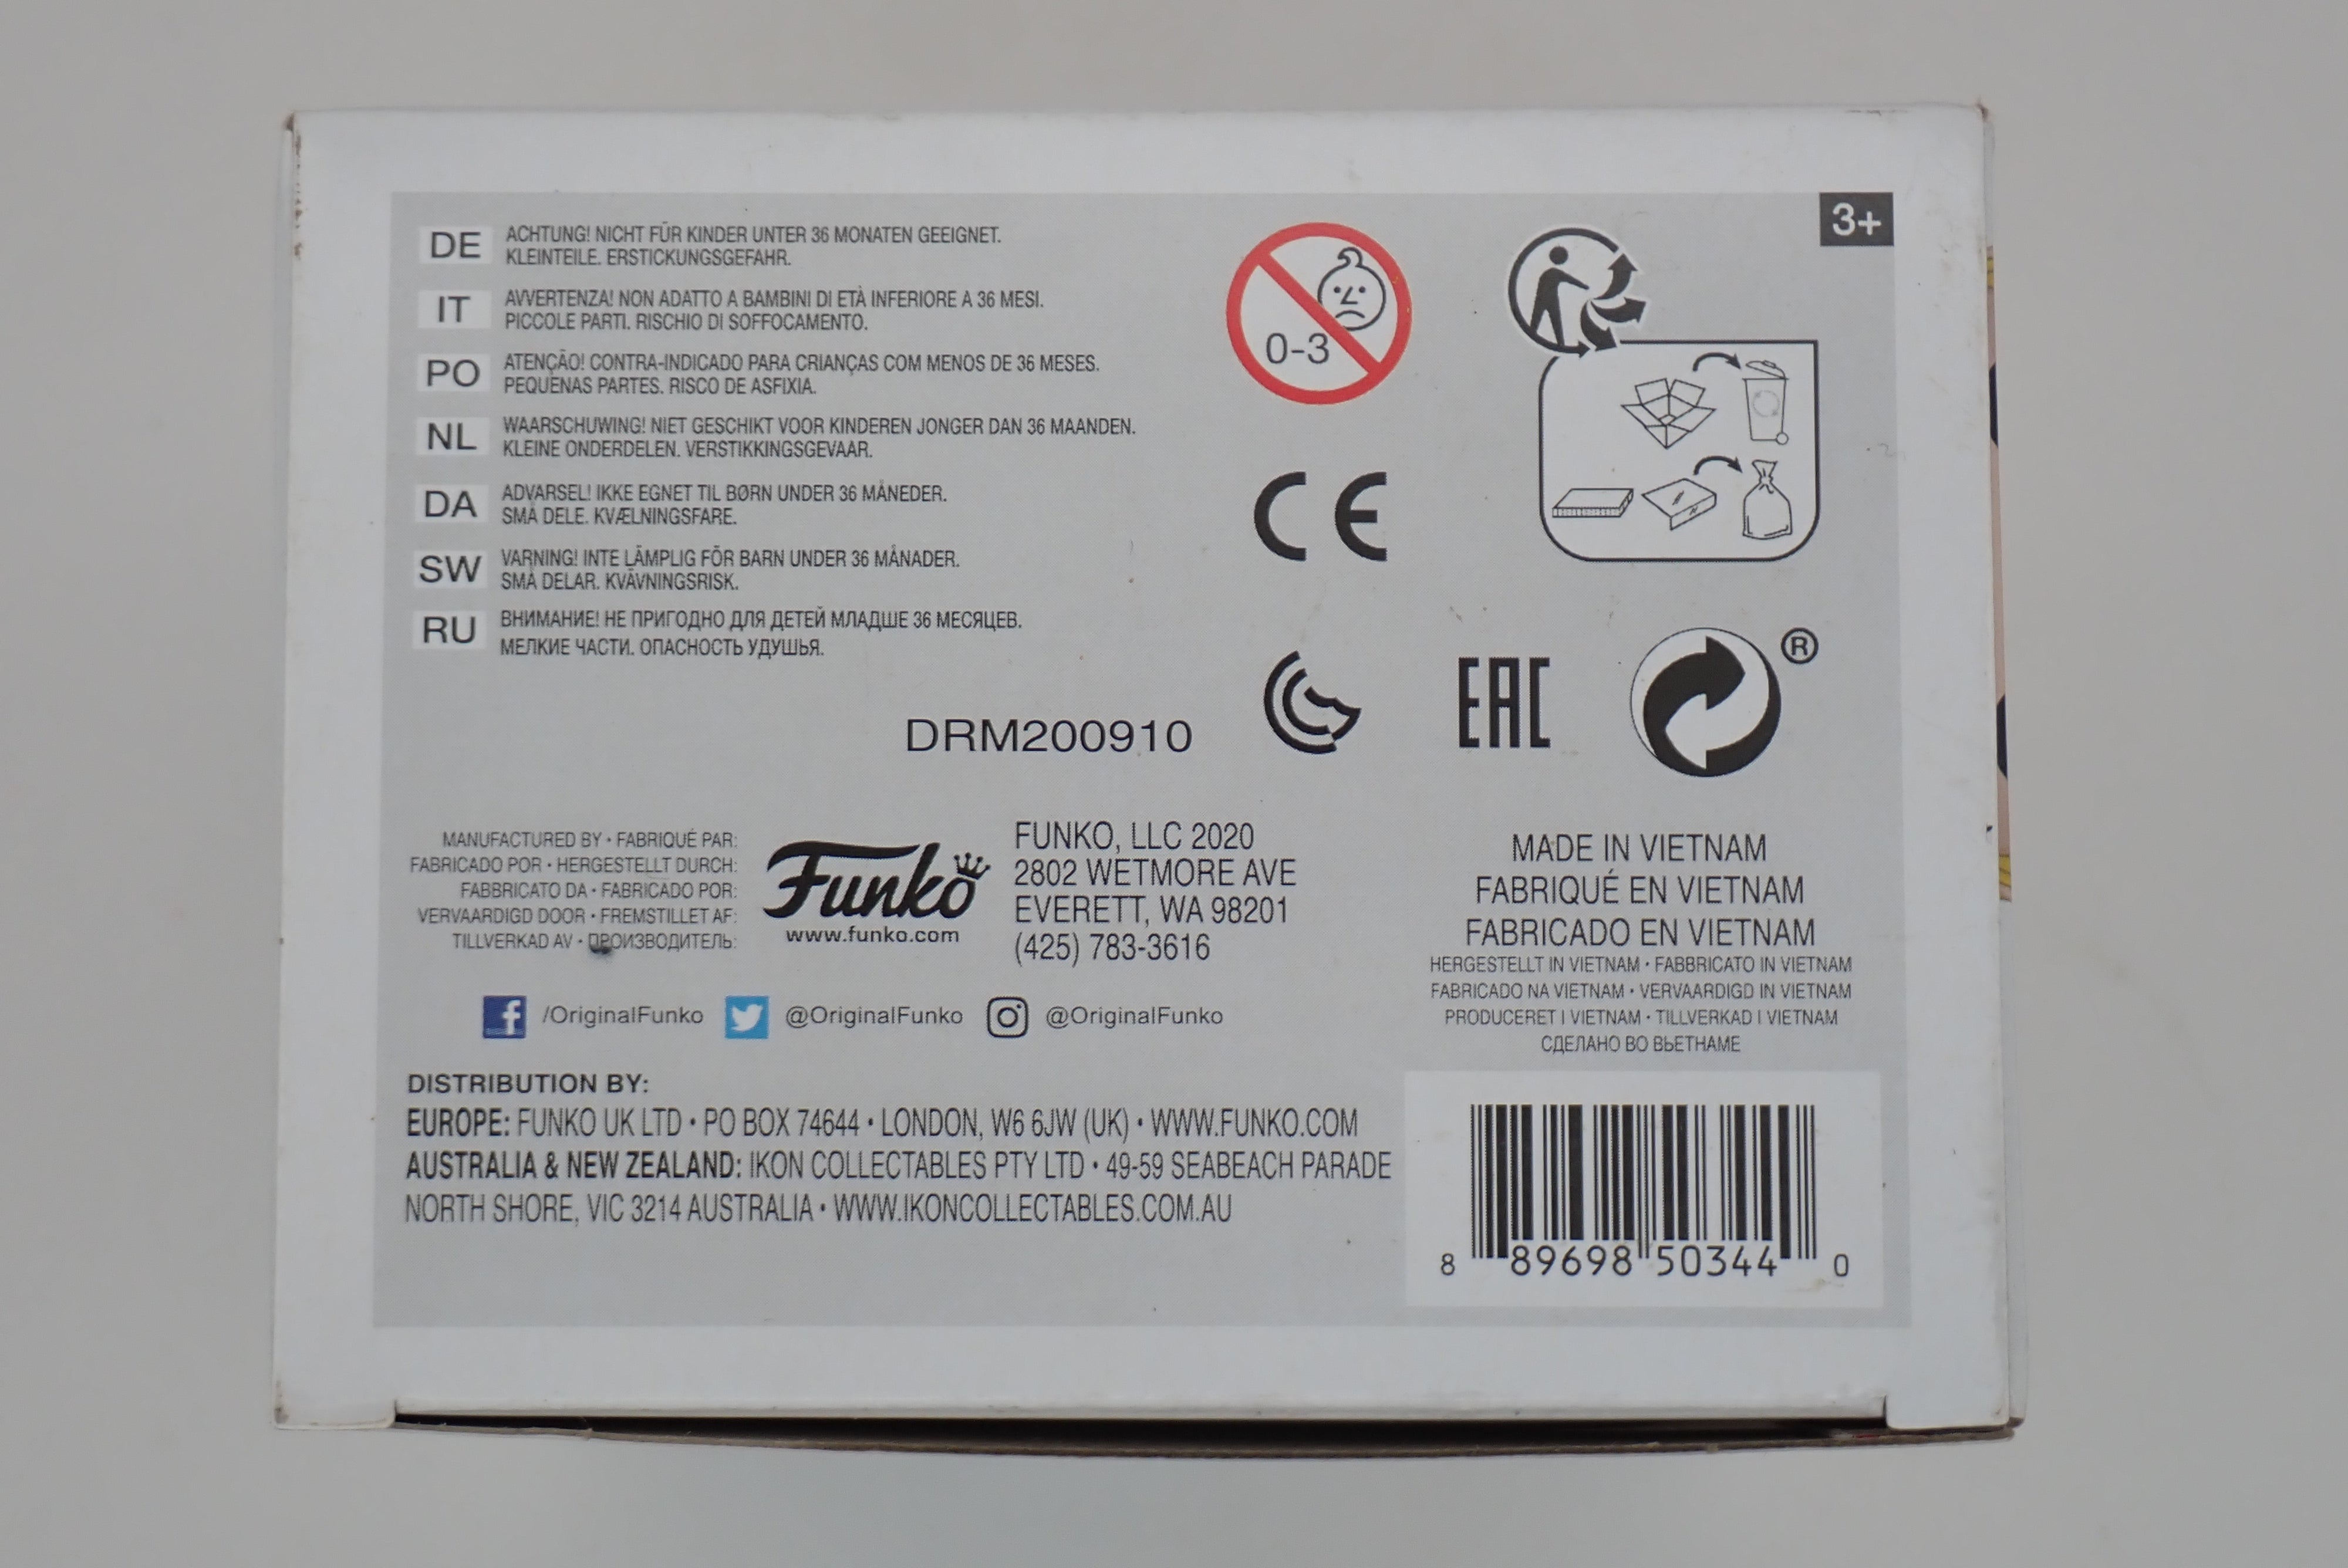 3+
DE ACHTUNG! NICHT FÜR KINDER UNTER 36 MONATEN GEEIGNET.
KLEINTEILE. ERSTICKUNGSGEFAHR.
IT AVVERTENZA! NON ADATTO A BAMBINI DI ETÀ INFERIORE A 36 MESI.
PICCOLE PARTI. RISCHIO DI SOFFOCAMENTO.
PO ATENÇÃO! CONTRA-INDICADO PARA CRIANÇAS COM MENOS DE 36 MESES.
PEQUENAS PARTES. RISCO DE ASFIXIA.
NL WAARSCHUWING! NIET GESCHIKT VOOR KINDEREN JONGER DAN 36 MAANDEN.
KLEINE ONDERDELEN. VERSTIKKINGSGEVAAR.
DA ADVARSEL! IKKE EGNET TIL BØRN UNDER 36 MÅNEDER.
SMÅ DELE. KVÆLNINGSFARE.
SW VARNING! INTE LÄMPLIG FÖR BARN UNDER 36 MÅNADER.
SMÅ DELAR. KVÄVNINGSRISK.
RU ВНИМАНИЕ! НЕ ПРИГОДНО ДЛЯ ДЕТЕЙ МЛАДШЕ 36 МЕСЯЦЕВ.
МЕЛКИЕ ЧАСТИ. ОПАСНОСТЬ УДУШЬЯ.
0-3
CE
DRM200910
EAC
®
MANUFACTURED BY • FABRIQUÉ PAR:
FABRICADO POR • HERGESTELLT DURCH:
FABBRICATO DA • FABRICADO POR:
VERVAARDIGD DOOR • FREMSTILLET AF:
TILLVERKAD AV • ПРОИЗВОДИТЕЛЬ:
Funko
www.funko.com
FUNKO, LLC 2020
2802 WETMORE AVE
EVERETT, WA 98201
(425) 783-3616
MADE IN VIETNAM
FABRIQUÉ EN VIETNAM
FABRICADO EN VIETNAM
HERGESTELLT IN VIETNAM • FABBRICATO IN VIETNAM
FABRICADO NA VIETNAM • VERVAARDIGD IN VIETNAM
PRODUCERET I VIETNAM • TILLVERKAD I VIETNAM
СДЕЛАНО ВО ВЬЕТНАМЕ
f /OriginalFunko @OriginalFunko @OriginalFunko
DISTRIBUTION BY:
EUROPE: FUNKO UK LTD • PO BOX 74644 • LONDON, W6 6JW (UK) • WWW.FUNKO.COM
AUSTRALIA & NEW ZEALAND: IKON COLLECTABLES PTY LTD • 49-59 SEABEACH PARADE
NORTH SHORE, VIC 3214 AUSTRALIA • WWW.IKONCOLLECTABLES.COM.AU
8 89698 50344 0